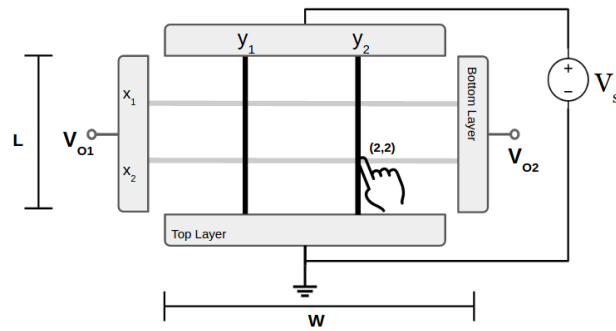 y1 y2
+
−
Vs
L
x1
VO1
x2
Bottom Layer
(2,2)
VO2
Top Layer
W